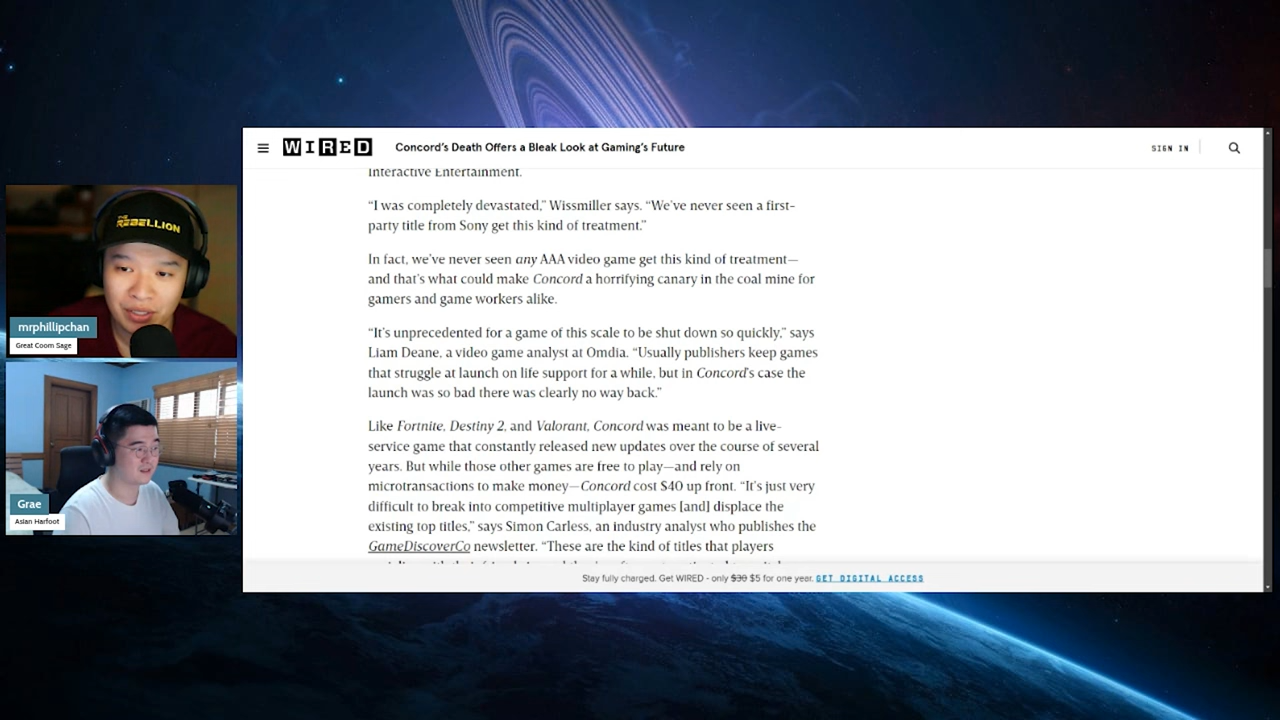 WIRED
Concord's Death Offers a Bleak Look at Gaming's Future
SIGN IN
Interactive Entertainment.
“I was completely devastated,” Wissmiller says. “We’ve never seen a first-
party title from Sony get this kind of treatment.”
In fact, we’ve never seen any AAA video game get this kind of treatment—
and that’s what could make Concord a horrifying canary in the coal mine for
gamers and game workers alike.
“It’s unprecedented for a game of this scale to be shut down so quickly,” says
Liam Deane, a video game analyst at Omdia. “Usually publishers keep games
that struggle at launch on life support for a while, but in Concord’s case the
launch was so bad there was clearly no way back.”
Like Fortnite, Destiny 2, and Valorant, Concord was meant to be a live-
service game that constantly released new updates over the course of several
years. But while those other games are free to play—and rely on
microtransactions to make money—Concord cost $40 up front. “It’s just very
difficult to break into competitive multiplayer games [and] displace the
existing top titles,” says Simon Carless, an industry analyst who publishes the
GameDiscoverCo newsletter. “These are the kind of titles that players
Stay fully charged. Get WIRED - only $30 $5 for one year. GET DIGITAL ACCESS
THE REBELLION
mrphillipchan
Great Coom Sage
Grae
Asian Harfoot